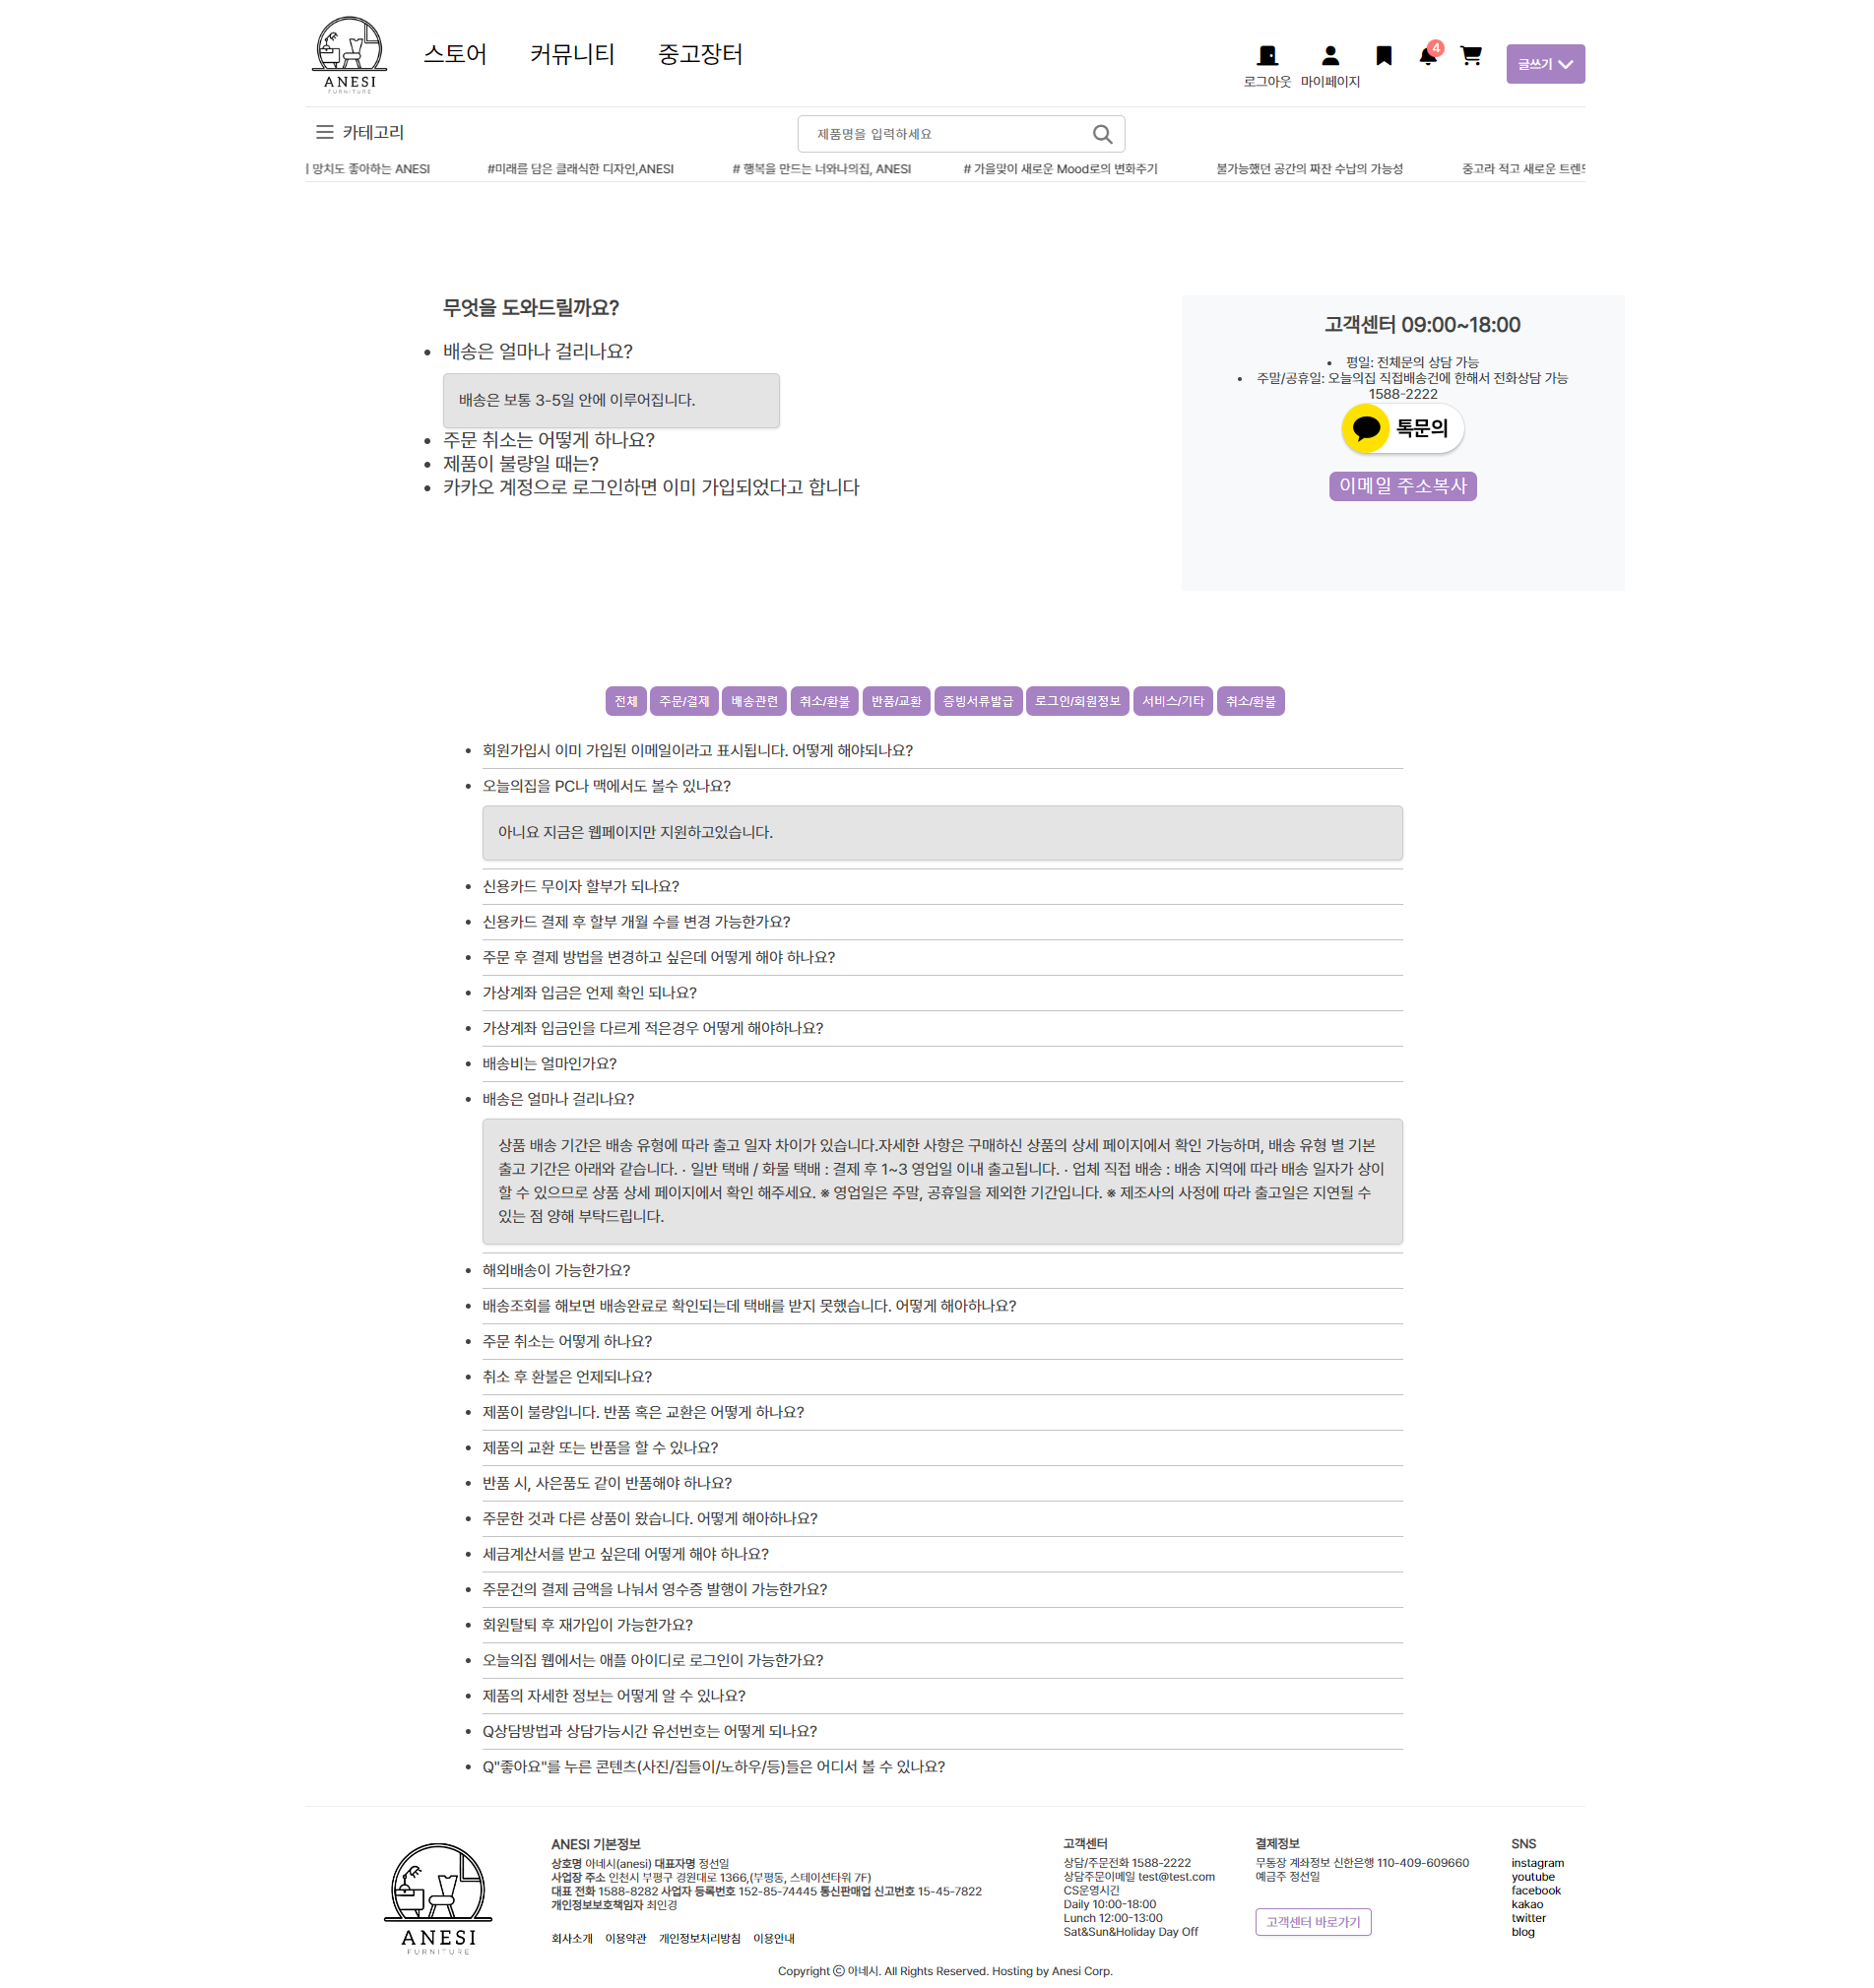 ANESI
FURNITURE
스토어 커뮤니티 중고장터
4
로그아웃 마이페이지
글쓰기
카테고리
제품명을 입력하세요
망치도 좋아하는 ANESI #미래를 담은 클래식한 디자인,ANESI # 행복을 만드는 너와나의집, ANESI # 가을맞이 새로운 Mood로의 변화주기 불가능했던 공간의 짜잔 수납의 가능성 중고라 적고 새로운 트렌드
무엇을 도와드릴까요?
• 배송은 얼마나 걸리나요?
배송은 보통 3-5일 안에 이루어집니다.
• 주문 취소는 어떻게 하나요?
• 제품이 불량일 때는?
• 카카오 계정으로 로그인하면 이미 가입되었다고 합니다
고객센터 09:00~18:00
• 평일: 전체문의 상담 가능
• 주말/공휴일: 오늘의집 직접배송건에 한해서 전화상담 가능
1588-2222
톡문의
이메일 주소복사
전체 주문/결제 배송관련 취소/환불 반품/교환 증빙서류발급 로그인/회원정보 서비스/기타 취소/환불
• 회원가입시 이미 가입된 이메일이라고 표시됩니다. 어떻게 해야되나요?
• 오늘의집을 PC나 맥에서도 볼수 있나요?
아니요 지금은 웹페이지만 지원하고있습니다.
• 신용카드 무이자 할부가 되나요?
• 신용카드 결제 후 할부 개월 수를 변경 가능한가요?
• 주문 후 결제 방법을 변경하고 싶은데 어떻게 해야 하나요?
• 가상계좌 입금은 언제 확인 되나요?
• 가상계좌 입금인을 다르게 적은경우 어떻게 해야하나요?
• 배송비는 얼마인가요?
• 배송은 얼마나 걸리나요?
상품 배송 기간은 배송 유형에 따라 출고 일자 차이가 있습니다.자세한 사항은 구매하신 상품의 상세 페이지에서 확인 가능하며, 배송 유형 별 기본
출고 기간은 아래와 같습니다. · 일반 택배 / 화물 택배 : 결제 후 1~3 영업일 이내 출고됩니다. · 업체 직접 배송 : 배송 지역에 따라 배송 일자가 상이
할 수 있으므로 상품 상세 페이지에서 확인 해주세요. ※ 영업일은 주말, 공휴일을 제외한 기간입니다. ※ 제조사의 사정에 따라 출고일은 지연될 수
있는 점 양해 부탁드립니다.
• 해외배송이 가능한가요?
• 배송조회를 해보면 배송완료로 확인되는데 택배를 받지 못했습니다. 어떻게 해아하나요?
• 주문 취소는 어떻게 하나요?
• 취소 후 환불은 언제되나요?
• 제품이 불량입니다. 반품 혹은 교환은 어떻게 하나요?
• 제품의 교환 또는 반품을 할 수 있나요?
• 반품 시, 사은품도 같이 반품해야 하나요?
• 주문한 것과 다른 상품이 왔습니다. 어떻게 해아하나요?
• 세금계산서를 받고 싶은데 어떻게 해야 하나요?
• 주문건의 결제 금액을 나눠서 영수증 발행이 가능한가요?
• 회원탈퇴 후 재가입이 가능한가요?
• 오늘의집 웹에서는 애플 아이디로 로그인이 가능한가요?
• 제품의 자세한 정보는 어떻게 알 수 있나요?
• Q상담방법과 상담가능시간 유선번호는 어떻게 되나요?
• Q"좋아요"를 누른 콘텐츠(사진/집들이/노하우/등)들은 어디서 볼 수 있나요?
ANESI
FURNITURE
ANESI 기본정보
상호명 아네시(anesi) 대표자명 정선일
사업장 주소 인천시 부평구 경원대로 1366,(부평동, 스테이션타워 7F)
대표 전화 1588-8282 사업자 등록번호 152-85-74445 통신판매업 신고번호 15-45-7822
개인정보보호책임자 최인경
회사소개 이용약관 개인정보처리방침 이용안내
고객센터
상담/주문전화 1588-2222
상담주문이메일 test@test.com
CS운영시간
Daily 10:00-18:00
Lunch 12:00-13:00
Sat&Sun&Holiday Day Off
결제정보
무동장 계좌정보 신한은행 110-409-609660
예금주 정선일
고객센터 바로가기
SNS
instagram
youtube
facebook
kakao
twitter
blog
Copyright ⓒ 아네시. All Rights Reserved. Hosting by Anesi Corp.